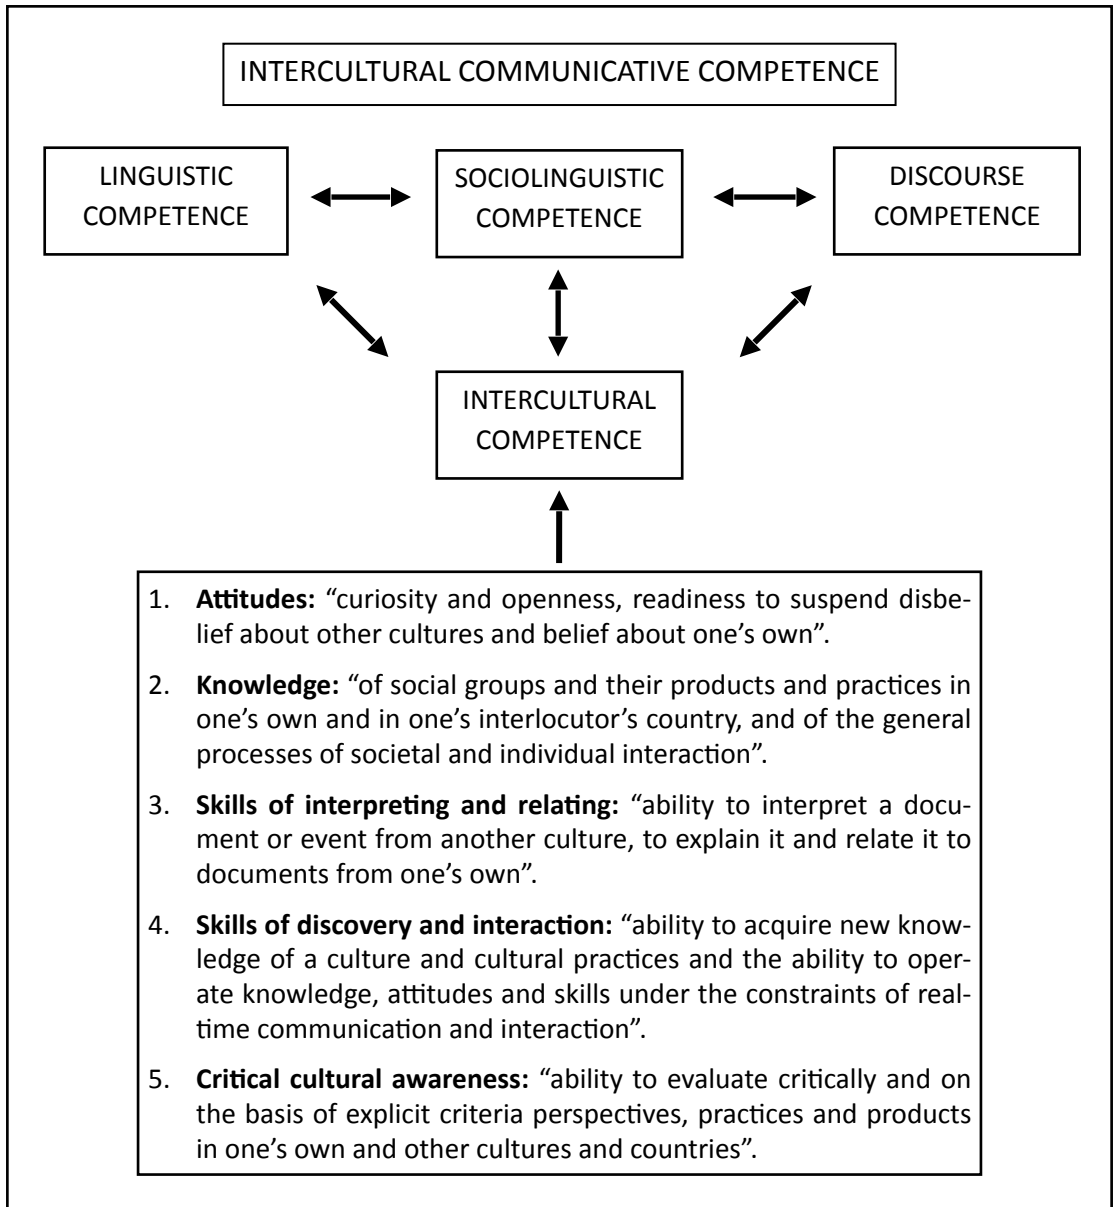 INTERCULTURAL COMMUNICATIVE COMPETENCE
LINGUISTIC
COMPETENCE
SOCIOLINGUISTIC
COMPETENCE
DISCOURSE
COMPETENCE
INTERCULTURAL
COMPETENCE
1. Attitudes: “curiosity and openness, readiness to suspend disbe-
lief about other cultures and belief about one’s own”.
2. Knowledge: “of social groups and their products and practices in
one’s own and in one’s interlocutor’s country, and of the general
processes of societal and individual interaction”.
3. Skills of interpreting and relating: “ability to interpret a docu-
ment or event from another culture, to explain it and relate it to
documents from one’s own”.
4. Skills of discovery and interaction: “ability to acquire new know-
ledge of a culture and cultural practices and the ability to oper-
ate knowledge, attitudes and skills under the constraints of real-
time communication and interaction”.
5. Critical cultural awareness: “ability to evaluate critically and on
the basis of explicit criteria perspectives, practices and products
in one’s own and other cultures and countries”.